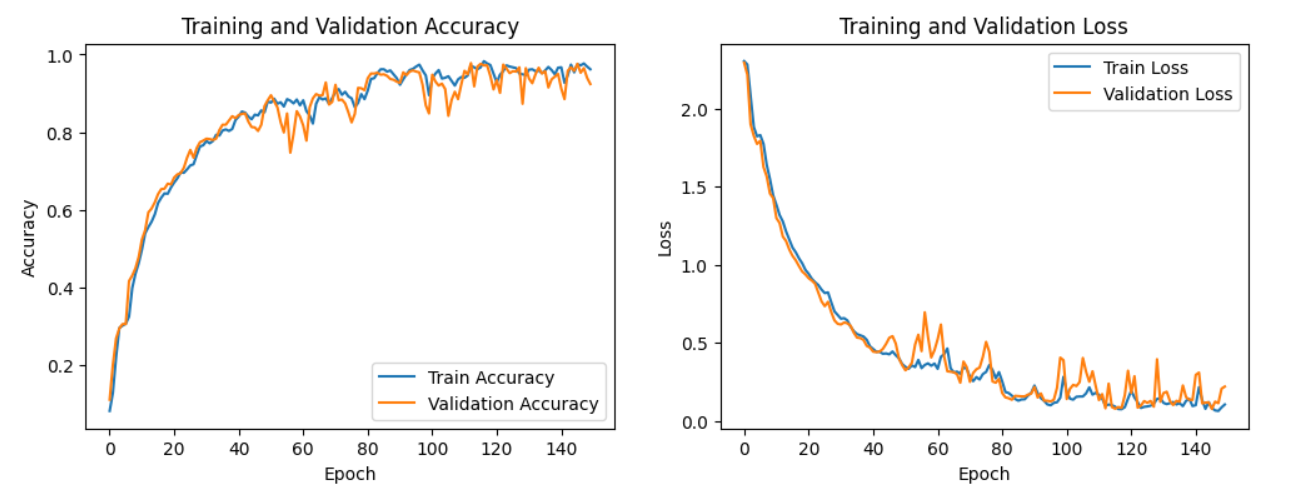 Training and Validation Accuracy
1.0
0.8
0.6
0.4
0.2
Accuracy
Train Accuracy
Validation Accuracy
0 20 40 60 80 100 120 140
Epoch
Training and Validation Loss
Train Loss
Validation Loss
2.0
1.5
1.0
0.5
0.0
Loss
0 20 40 60 80 100 120 140
Epoch